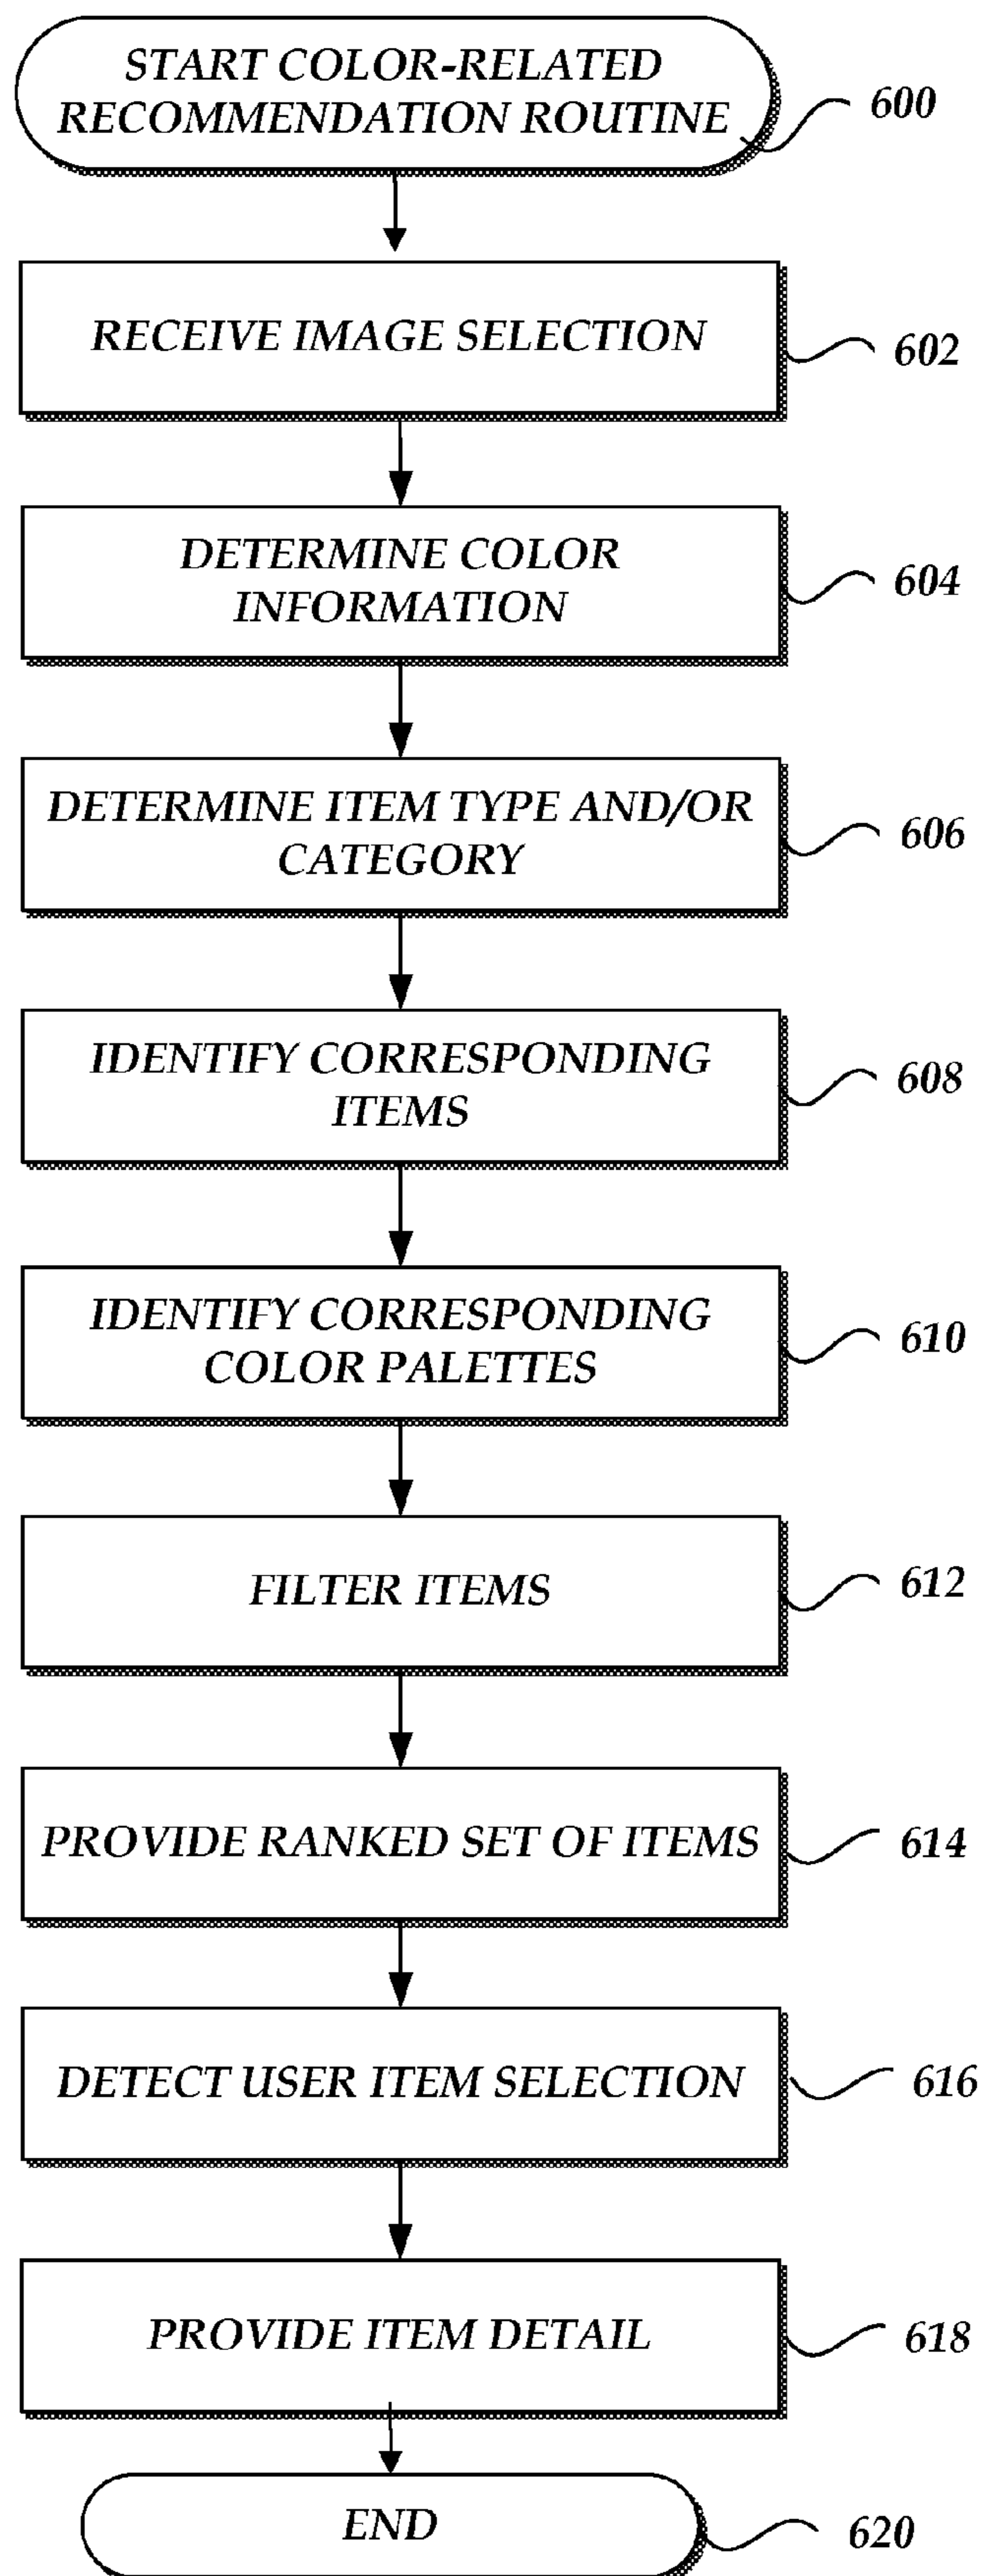 START COLOR-RELATED
RECOMMENDATION ROUTINE
600
RECEIVE IMAGE SELECTION
602
DETERMINE COLOR
INFORMATION
604
DETERMINE ITEM TYPE AND/OR
CATEGORY
606
IDENTIFY CORRESPONDING
ITEMS
608
IDENTIFY CORRESPONDING
COLOR PALETTES
610
FILTER ITEMS
612
PROVIDE RANKED SET OF ITEMS
614
DETECT USER ITEM SELECTION
616
PROVIDE ITEM DETAIL
618
END
620